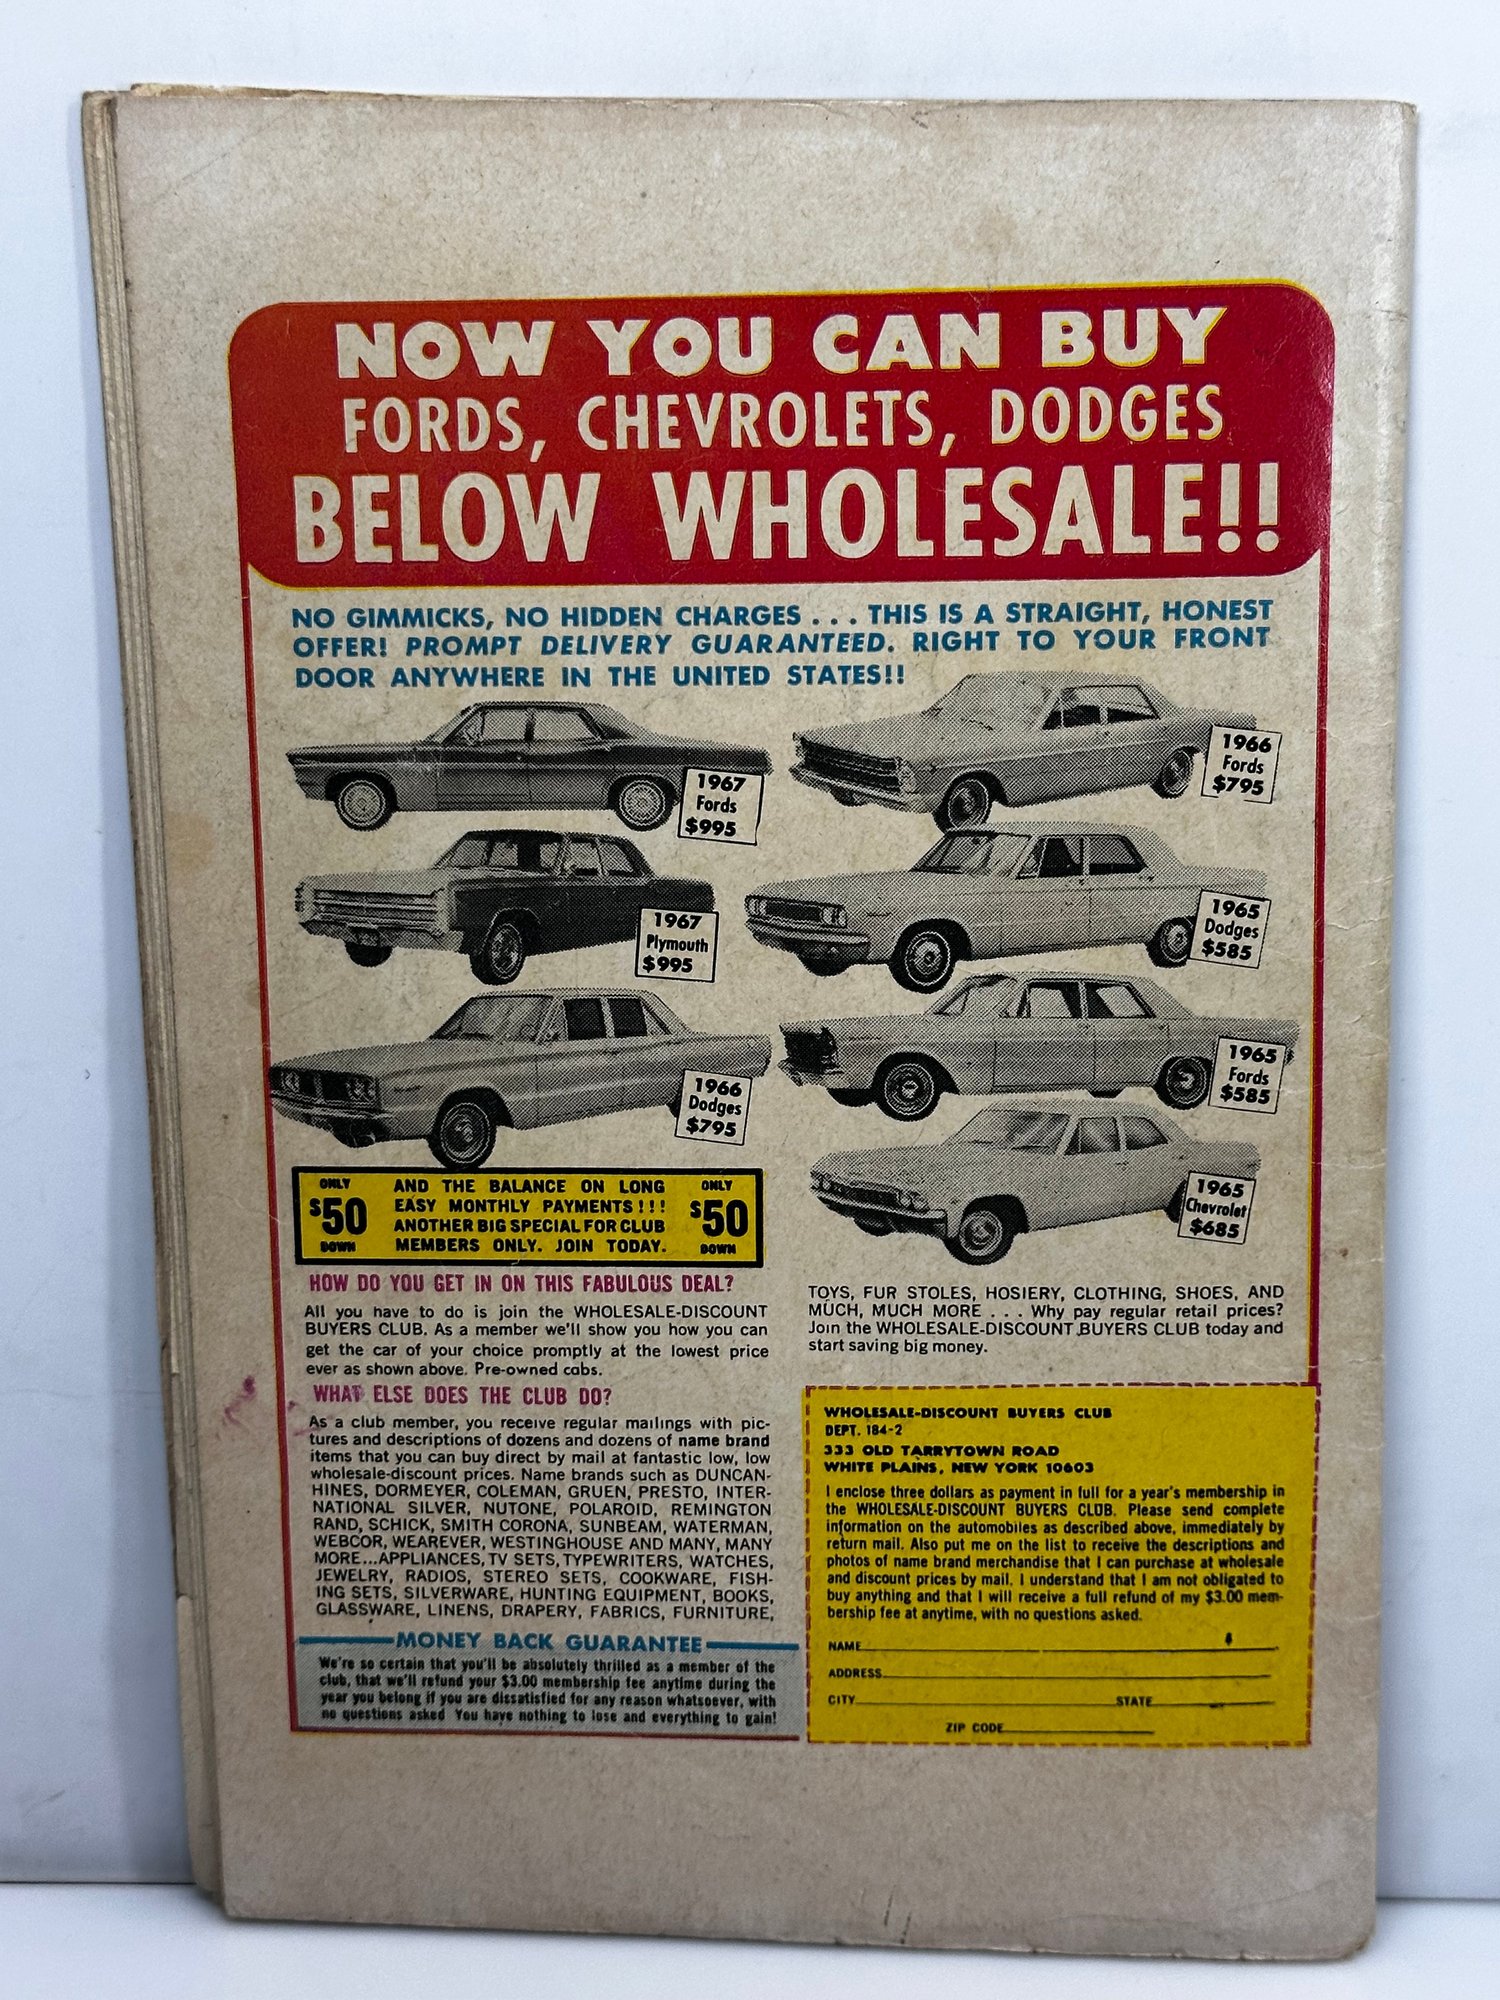 NOW YOU CAN BUY
FORDS, CHEVROLETS, DODGES
BELOW WHOLESALE!!
NO GIMMICKS, NO HIDDEN CHARGES . . . THIS IS A STRAIGHT, HONEST
OFFER! PROMPT DELIVERY GUARANTEED. RIGHT TO YOUR FRONT
DOOR ANYWHERE IN THE UNITED STATES!!
1967
Fords
$995
1966
Fords
$795
1967
Plymouth
$995
1965
Dodges
$585
1966
Dodges
$795
1965
Fords
$585
1965
Chevrolet
$685
ONLY
$50
DOWN
AND THE BALANCE ON LONG
EASY MONTHLY PAYMENTS!!!
ANOTHER BIG SPECIAL FOR CLUB
MEMBERS ONLY. JOIN TODAY.
ONLY
$50
DOWN
HOW DO YOU GET IN ON THIS FABULOUS DEAL?
All you have to do is join the WHOLESALE-DISCOUNT
BUYERS CLUB. As a member we'll show you how you can
get the car of your choice promptly at the lowest price
ever as shown above. Pre-owned cabs.
WHAT ELSE DOES THE CLUB DO?
As a club member, you receive regular mailings with pic-
tures and descriptions of dozens and dozens of name brand
items that you can buy direct by mail at fantastic low, low
wholesale-discount prices. Name brands such as DUNCAN-
HINES, DORMEYER, COLEMAN, GRUEN, PRESTO, INTER-
NATIONAL SILVER, NUTONE, POLAROID, REMINGTON
RAND, SCHICK, SMITH CORONA, SUNBEAM, WATERMAN,
WEBCOR, WEAREVER, WESTINGHOUSE AND MANY, MANY
MORE...APPLIANCES, TV SETS, TYPEWRITERS, WATCHES,
JEWELRY, RADIOS, STEREO SETS, COOKWARE, FISH-
ING SETS, SILVERWARE, HUNTING EQUIPMENT, BOOKS,
GLASSWARE, LINENS, DRAPERY, FABRICS, FURNITURE,
TOYS, FUR STOLES, HOSIERY, CLOTHING, SHOES, AND
MUCH, MUCH MORE . . . Why pay regular retail prices?
Join the WHOLESALE-DISCOUNT BUYERS CLUB today and
start saving big money.
MONEY BACK GUARANTEE
We're so certain that you'll be absolutely thrilled as a member of the
club, that we'll refund your $3.00 membership fee anytime during the
year you belong if you are dissatisfied for any reason whatsoever, with
no questions asked You have nothing to lose and everything to gain!
WHOLESALE-DISCOUNT BUYERS CLUB
DEPT. 184-2
333 OLD TARRYTOWN ROAD
WHITE PLAINS, NEW YORK 10603
I enclose three dollars as payment in full for a year's membership in
the WHOLESALE-DISCOUNT BUYERS CLUB. Please send complete
information on the automobiles as described above, immediately by
return mail. Also put me on the list to receive the descriptions and
photos of name brand merchandise that I can purchase at wholesale
and discount prices by mail. I understand that I am not obligated to
buy anything and that I will receive a full refund of my $3.00 mem-
bership fee at anytime, with no questions asked.
NAME
ADDRESS
CITY STATE
ZIP CODE